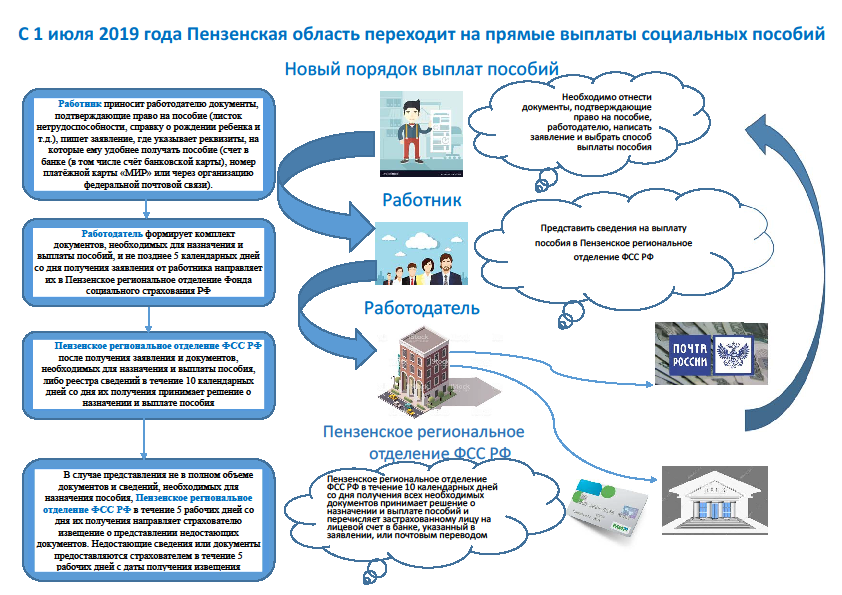 С 1 июля 2019 года Пензенская область переходит на прямые выплаты социальных пособий
Новый порядок выплат пособий
Работник приносит работодателю документы,
подтверждающие право на пособие (листок
нетрудоспособности, справку о рождении ребенка и
т.д.), пишет заявление, где указывает реквизиты, на
которые ему удобнее получать пособие (счет в
банке (в том числе счёт банковской карты), номер
платёжной карты «МИР» или через организацию
федеральной почтовой связи).
Работодатель формирует комплект
документов, необходимых для назначения и
выплаты пособий, и не позднее 5 календарных дней
со дня получения заявления от работника направляет
их в Пензенское региональное отделение Фонда
социального страхования РФ
Пензенское региональное отделение ФСС РФ
после получения заявления и документов,
необходимых для назначения и выплаты пособия,
либо реестра сведений в течение 10 календарных
дней со дня их получения принимает решение о
назначении и выплате пособия
В случае представления не в полном объеме
документов и сведений, необходимых для
назначения пособия, Пензенское региональное
отделение ФСС РФ в течение 5 рабочих дней со
дня их получения направляет страхователю
извещение о представлении недостающих
документов. Недостающие сведения или документы
предоставляются страхователем в течение 5
рабочих дней с даты получения извещения
Необходимо отнести
документы, подтверждающие
право на пособие,
работодателю, написать
заявление и выбрать способ
выплаты пособия
Работник
Представить сведения на выплату
пособия в Пензенское региональное
отделение ФСС РФ
Работодатель
ПОЧТА
РОССИИ
Пензенское региональное
отделение ФСС РФ
Пензенское региональное отделение
ФСС РФ в течение 10 календарных дней
со дня получения всех необходимых
документов принимает решение о
назначении и выплате пособий и
перечисляет застрахованному лицу на
лицевой счет в банке, указанный в
заявлении, или почтовым переводом